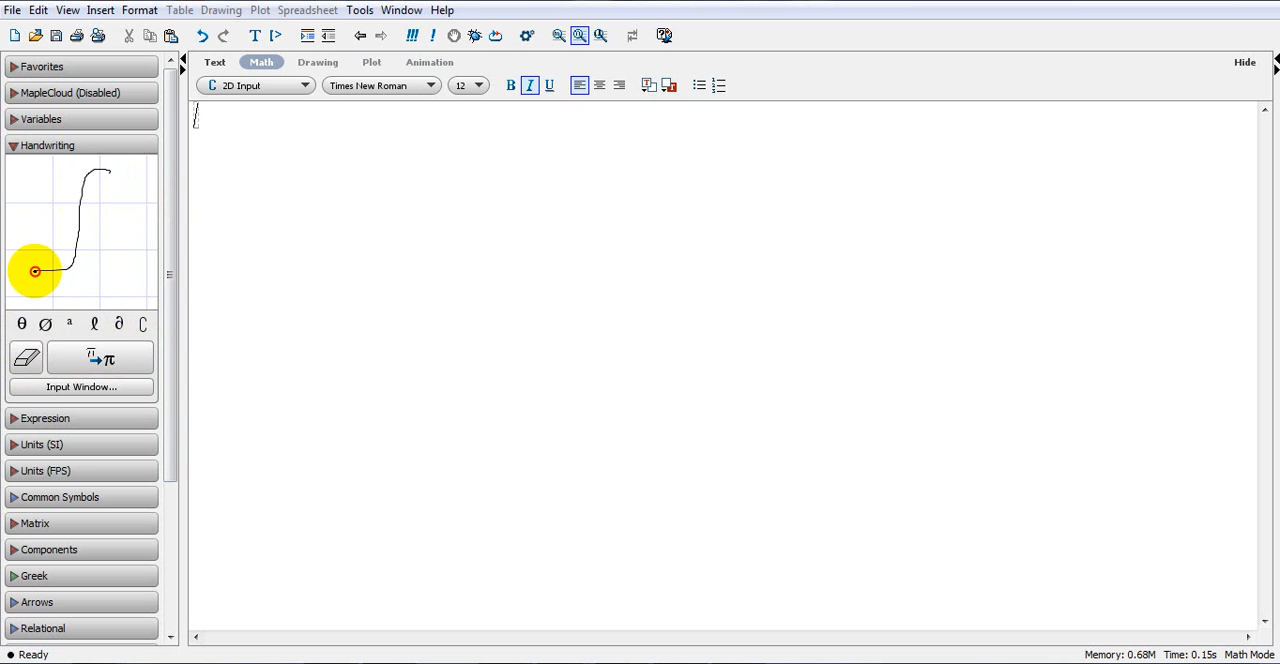 File Edit View Insert Format Table Drawing Plot Spreadsheet Tools Window Help
Text Math Drawing Plot Animation Hide
C 2D Input Times New Roman 12 B I U
Favorites
MapleCloud (Disabled)
Variables
Handwriting
θ ∅ a ℓ ∂ C
π
Input Window...
Expression
Units (SI)
Units (FPS)
Common Symbols
Matrix
Components
Greek
Arrows
Relational
Ready Memory: 0.68M Time: 0.15s Math Mode